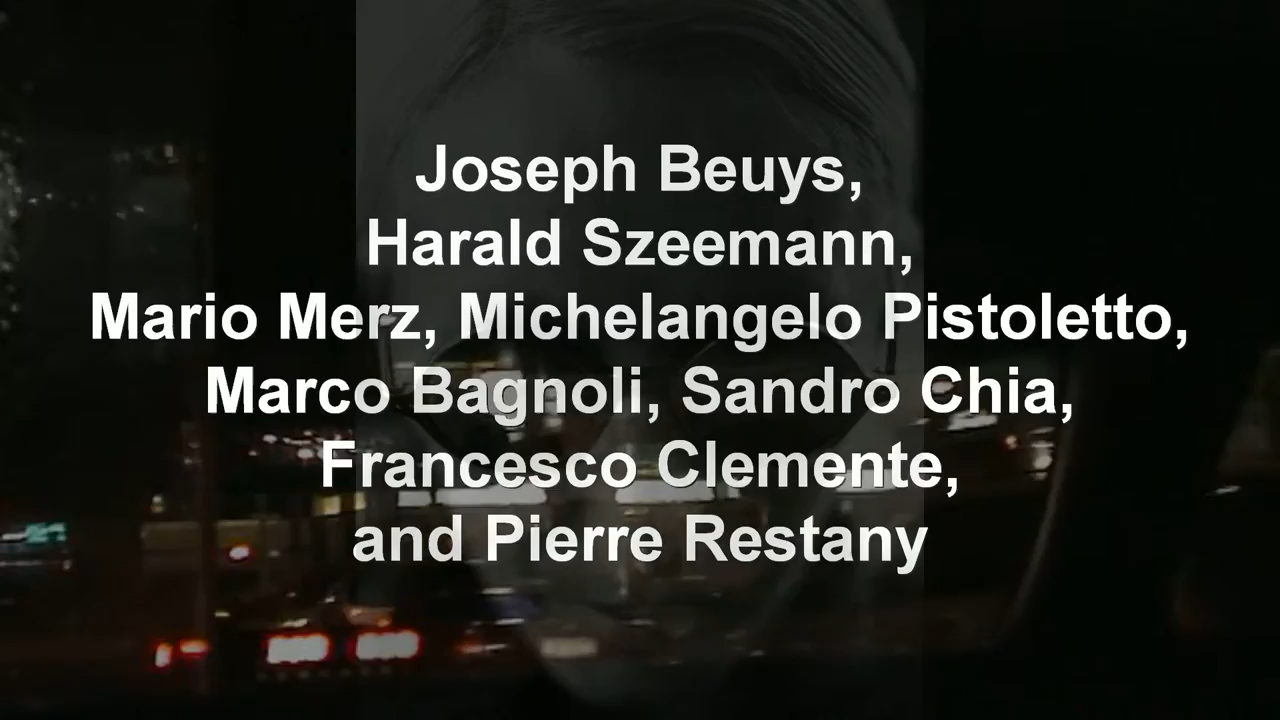 Joseph Beuys,
Harald Szeemann,
Mario Merz, Michelangelo Pistoletto,
Marco Bagnoli, Sandro Chia,
Francesco Clemente,
and Pierre Restany